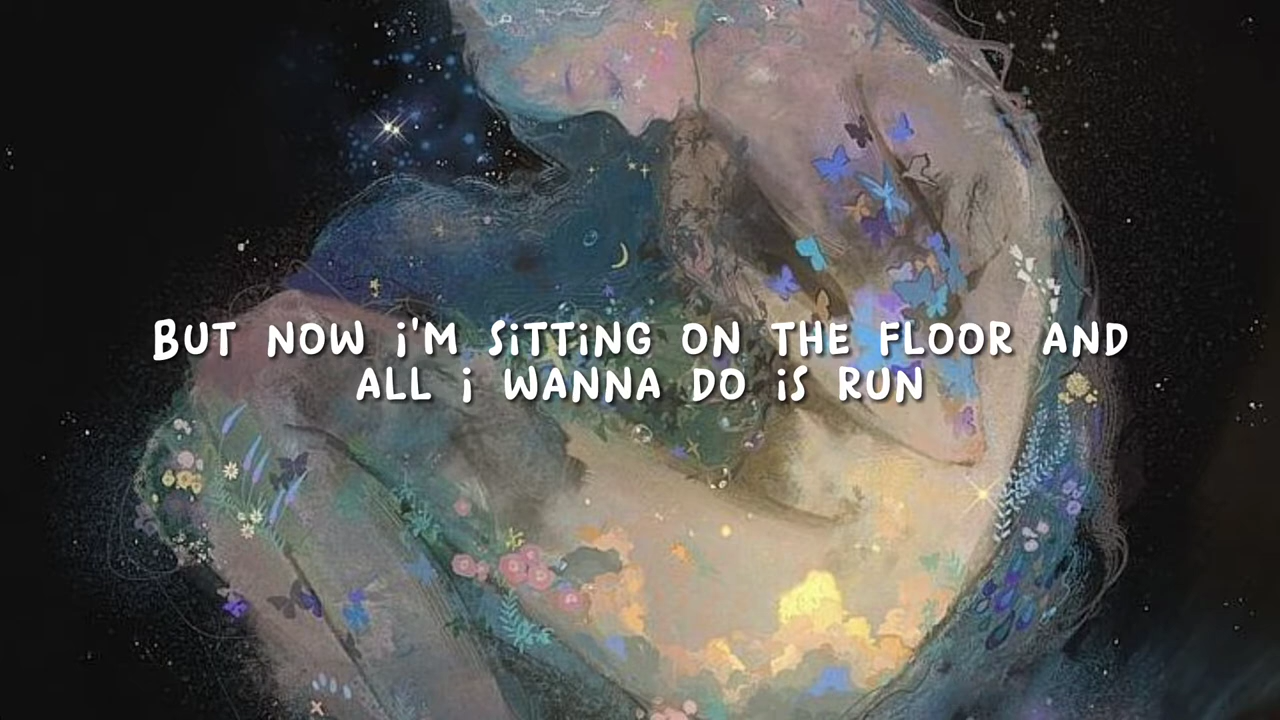 BUT NOW i'M SiTTiNG ON THE FLOOR AND
ALL i WANNA DO iS RUN